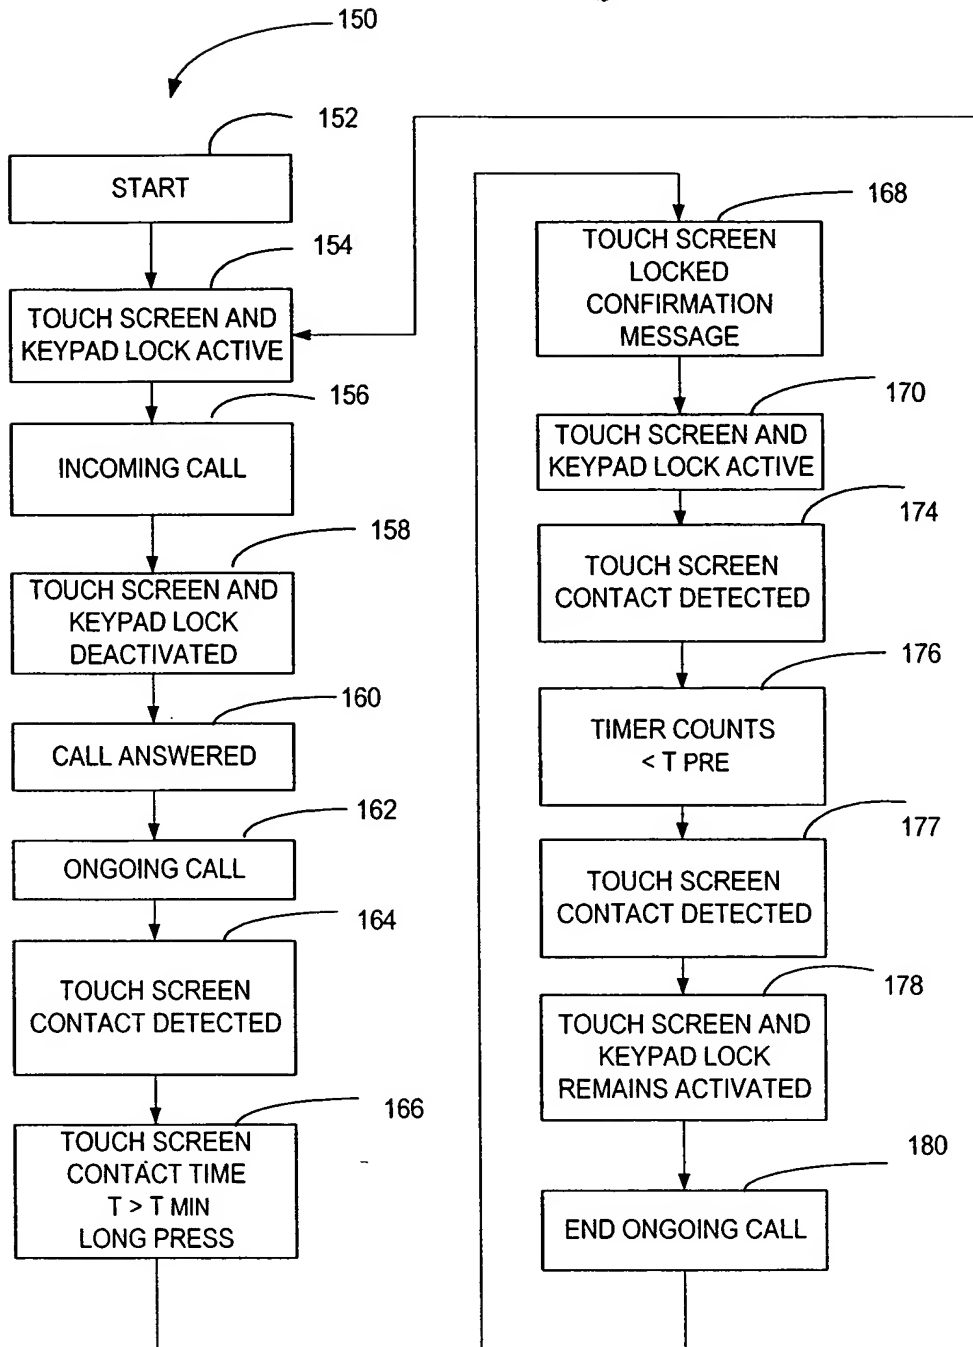 150
152
START
154
TOUCH SCREEN AND
KEYPAD LOCK ACTIVE
156
INCOMING CALL
158
TOUCH SCREEN AND
KEYPAD LOCK
DEACTIVATED
160
CALL ANSWERED
162
ONGOING CALL
164
TOUCH SCREEN
CONTACT DETECTED
166
TOUCH SCREEN
CONTACT TIME
T > T MIN
LONG PRESS
168
TOUCH SCREEN
LOCKED
CONFIRMATION
MESSAGE
170
TOUCH SCREEN AND
KEYPAD LOCK ACTIVE
174
TOUCH SCREEN
CONTACT DETECTED
176
TIMER COUNTS
< T PRE
177
TOUCH SCREEN
CONTACT DETECTED
178
TOUCH SCREEN AND
KEYPAD LOCK
REMAINS ACTIVATED
180
END ONGOING CALL